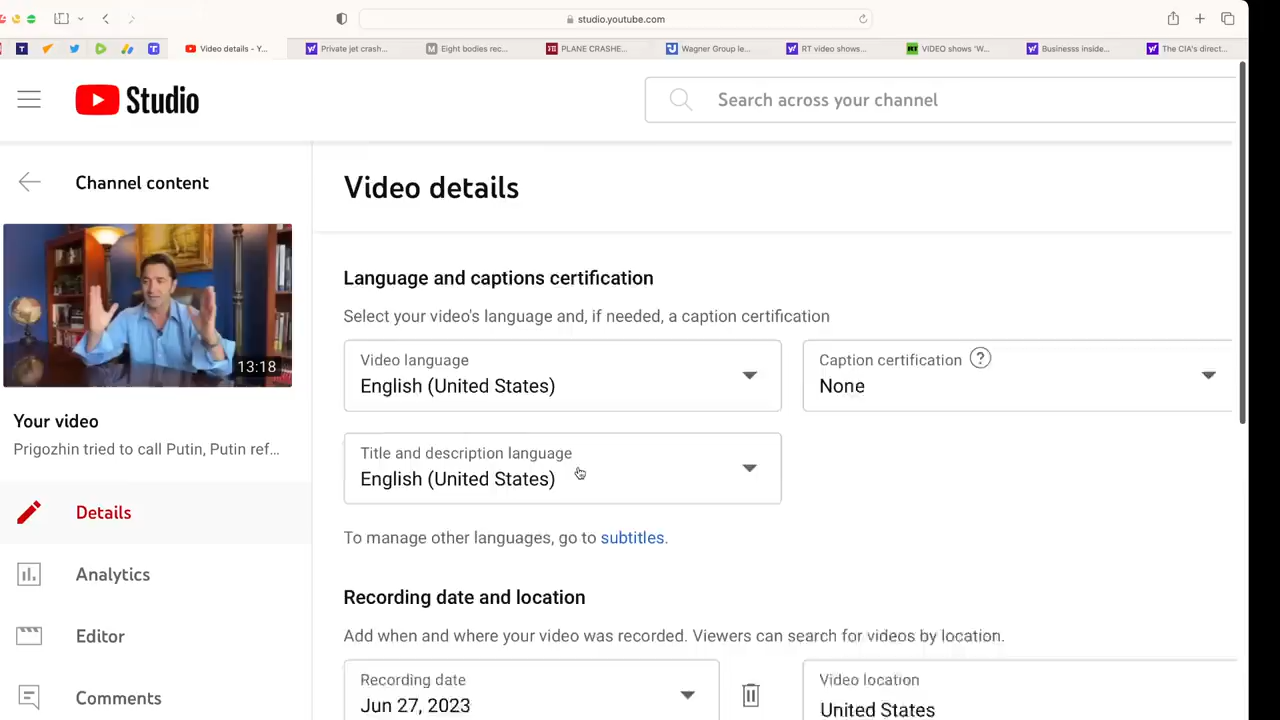 studio.youtube.com
T
T
Video details - Y...
Private jet crash...
M
Eight bodies rec...
PLANE CRASHE...
Wagner Group le...
RT video shows...
RT
VIDEO shows 'W...
Businesss inside...
The CIA's direct...
Studio
Search across your channel
Channel content
Video details
13:18
Language and captions certification
Select your video's language and, if needed, a caption certification
Video language
English (United States)
Caption certification ?
None
Your video
Prigozhin tried to call Putin, Putin ref...
Title and description language
English (United States)
Details
To manage other languages, go to subtitles.
Analytics
Recording date and location
Editor
Add when and where your video was recorded. Viewers can search for videos by location.
Comments
Recording date
Jun 27, 2023
Video location
United States